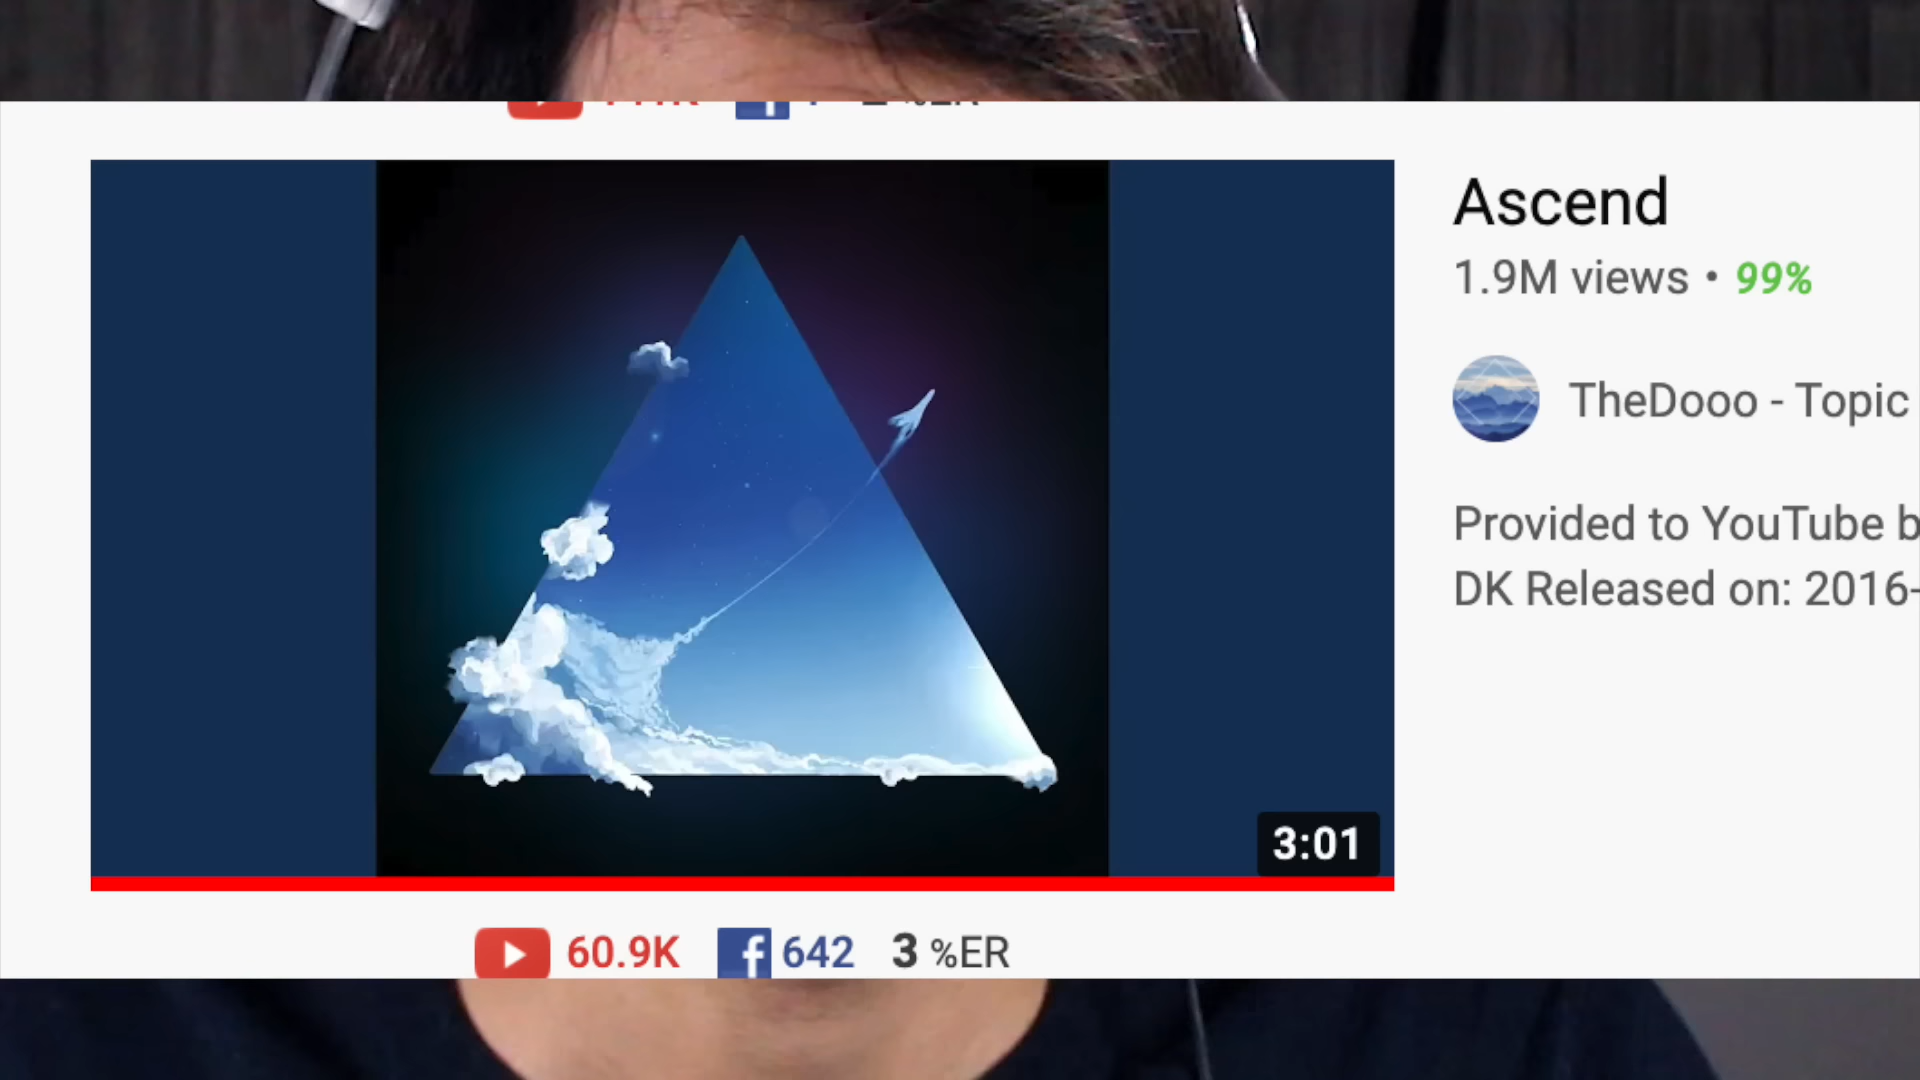 Ascend
1.9M views • 99%
TheDooo - Topic
Provided to YouTube b
DK Released on: 2016-
3:01
60.9K 642 3 %ER